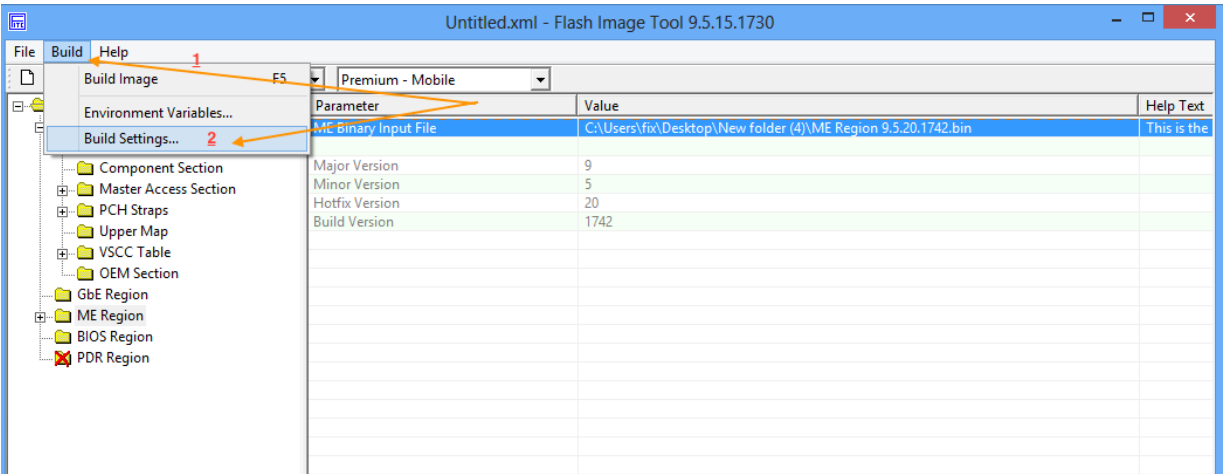 Untitled.xml - Flash Image Tool 9.5.15.1730
File Build Help
1
Build Image F5
Premium - Mobile
Environment Variables...
Build Settings... 2
Parameter Value Help Text
ME Binary Input File C:\Users\fix\Desktop\New folder (4)\ME Region 9.5.20.1742.bin This is the
Component Section
Major Version 9
Master Access Section
Minor Version 5
PCH Straps
Hotfix Version 20
Upper Map
Build Version 1742
VSCC Table
OEM Section
GbE Region
ME Region
BIOS Region
PDR Region